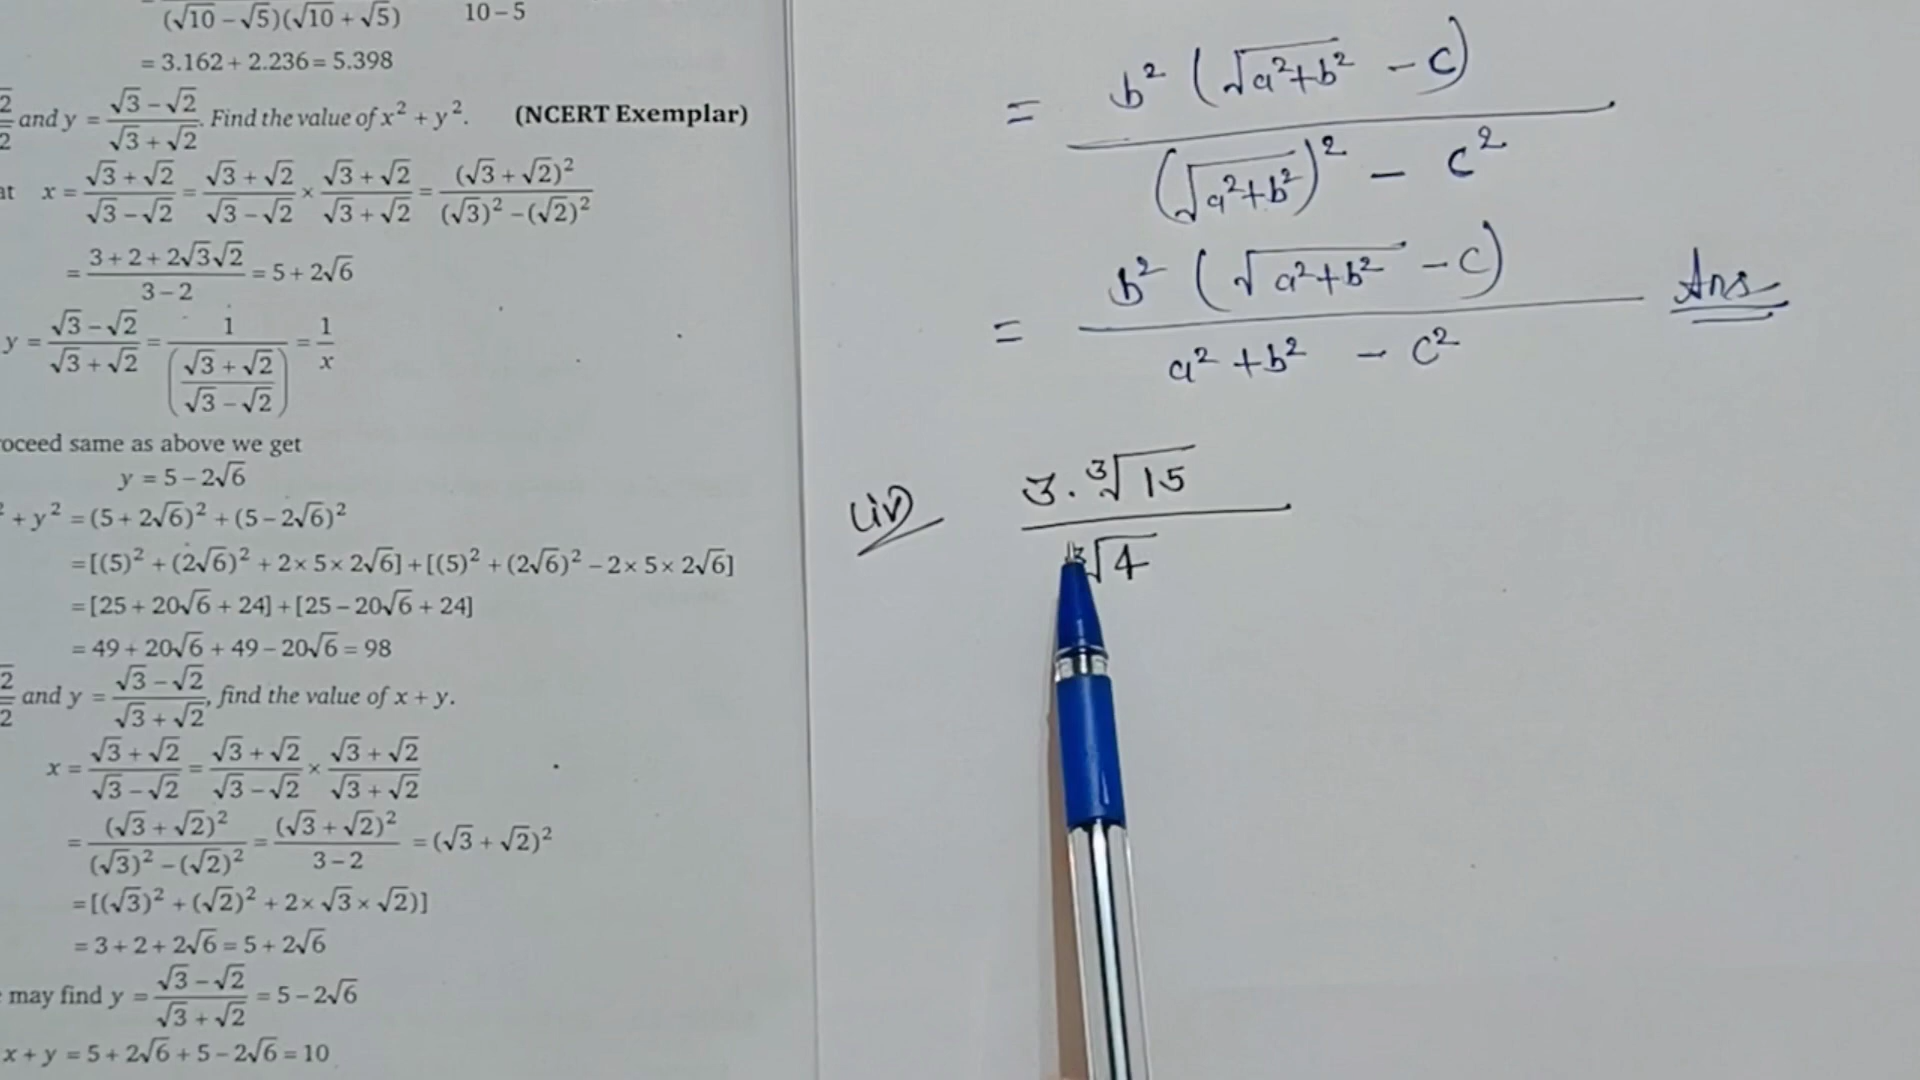 (√10 − √5)(√10 + √5)    10 − 5
= 3.162 + 2.236 = 5.398
2/2 and y = (√3 − √2)/(√3 + √2). Find the value of x² + y².    (NCERT Exemplar)
at x = (√3 + √2)/(√3 − √2) = (√3 + √2)/(√3 − √2) × (√3 + √2)/(√3 + √2) = (√3 + √2)²/((√3)² − (√2)²)
= (3 + 2 + 2√3√2)/(3 − 2) = 5 + 2√6
y = (√3 − √2)/(√3 + √2) = 1/((√3 + √2)/(√3 − √2)) = 1/x
oceed same as above we get
y = 5 − 2√6
² + y² = (5 + 2√6)² + (5 − 2√6)²
= [(5)² + (2√6)² + 2 × 5 × 2√6] + [(5)² + (2√6)² − 2 × 5 × 2√6]
= [25 + 20√6 + 24] + [25 − 20√6 + 24]
= 49 + 20√6 + 49 − 20√6 = 98
2/2 and y = (√3 − √2)/(√3 + √2), find the value of x + y.
x = (√3 + √2)/(√3 − √2) = (√3 + √2)/(√3 − √2) × (√3 + √2)/(√3 + √2)
= (√3 + √2)²/((√3)² − (√2)²) = (√3 + √2)²/(3 − 2) = (√3 + √2)²
= [(√3)² + (√2)² + 2 × √3 × √2)]
= 3 + 2 + 2√6 = 5 + 2√6
may find y = (√3 − √2)/(√3 + √2) = 5 − 2√6
x + y = 5 + 2√6 + 5 − 2√6 = 10
= b² (√(a²+b²) − c)/((√(a²+b²))² − c²)
= b² (√(a²+b²) − c)/(a² + b² − c²) Ans
(iv) 3·∛15/∛4